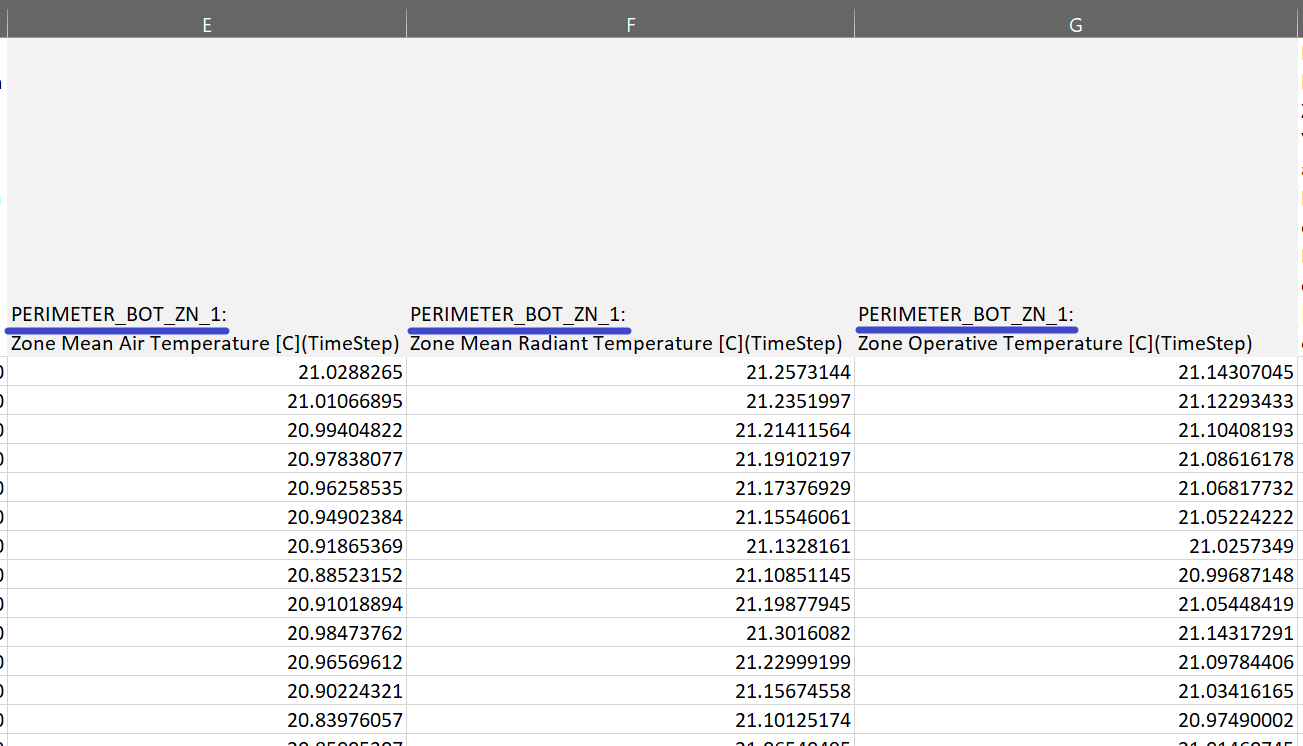 E F G
PERIMETER_BOT_ZN_1: PERIMETER_BOT_ZN_1: PERIMETER_BOT_ZN_1:
Zone Mean Air Temperature [C](TimeStep) Zone Mean Radiant Temperature [C](TimeStep) Zone Operative Temperature [C](TimeStep)
21.0288265 21.2573144 21.14307045
21.01066895 21.2351997 21.12293433
20.99404822 21.21411564 21.10408193
20.97838077 21.19102197 21.08616178
20.96258535 21.17376929 21.06817732
20.94902384 21.15546061 21.05224222
20.91865369 21.1328161 21.0257349
20.88523152 21.10851145 20.99687148
20.91018894 21.19877945 21.05448419
20.98473762 21.3016082 21.14317291
20.96569612 21.22999199 21.09784406
20.90224321 21.15674558 21.03416165
20.83976057 21.10125174 20.97490002